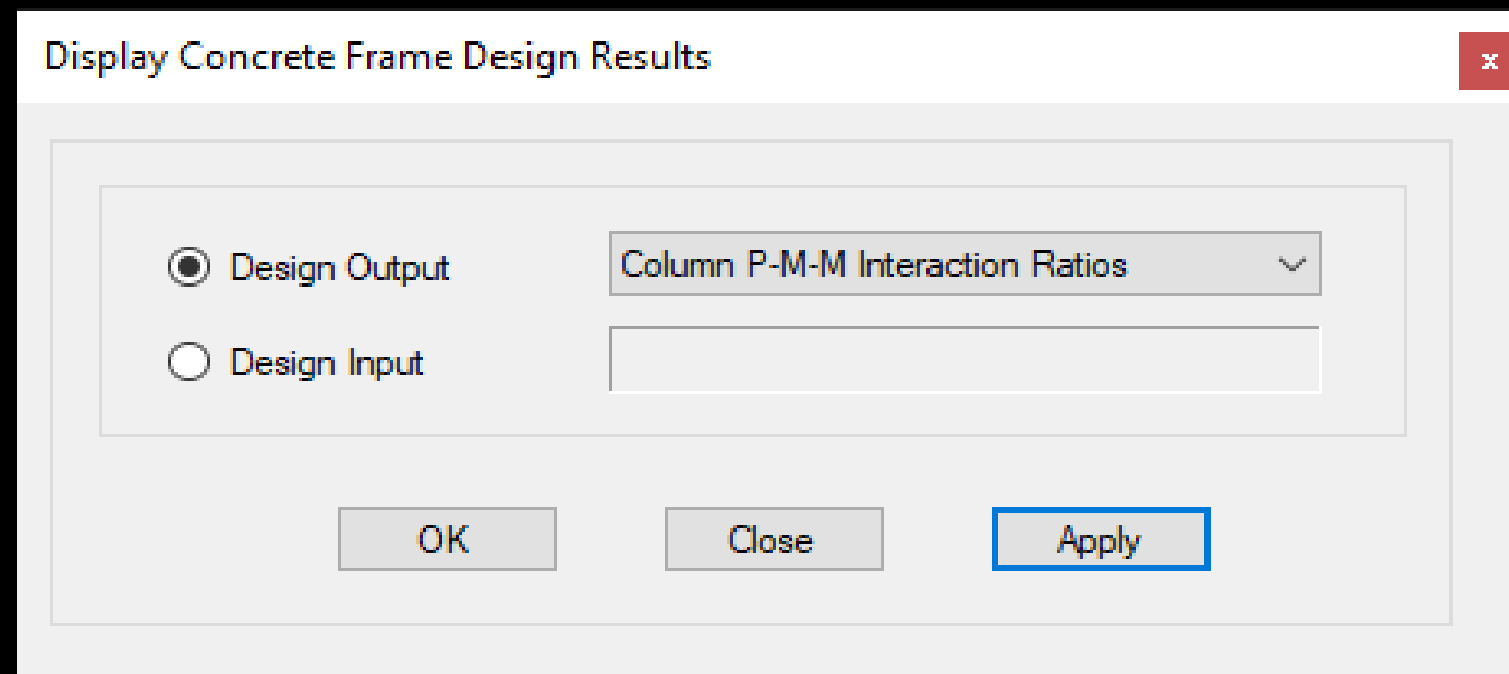 Display Concrete Frame Design Results
x
Design Output
Column P-M-M Interaction Ratios
Design Input
OK
Close
Apply